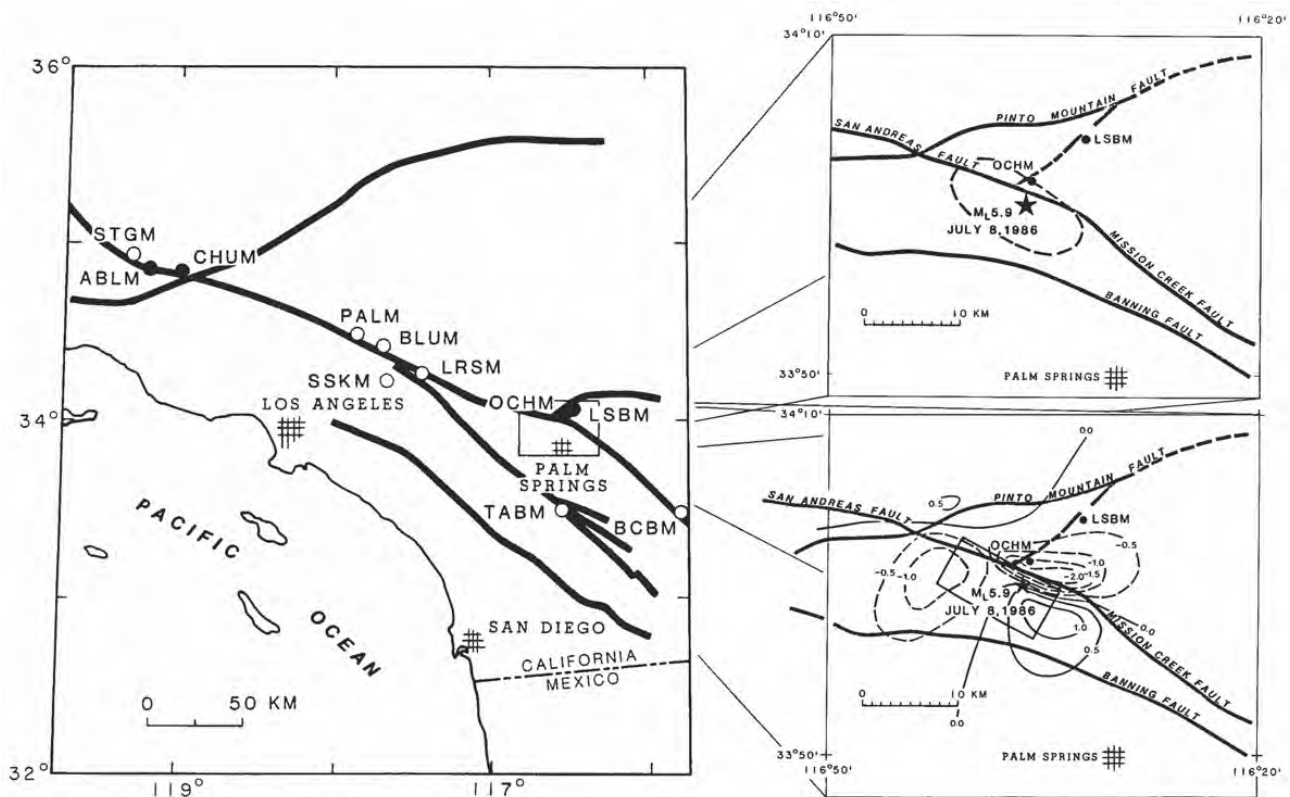 36°
STGM
CHUM
ABLM
PALM
BLUM
LRSM
SSKM
LOS ANGELES
OCHM
LSBM
34°
PALM
SPRINGS
TABM
BCBM
PACIFIC
OCEAN
SAN DIEGO
CALIFORNIA
MEXICO
0 50 KM
32°
119°
117°
116°50'
116°20'
34°10'
PINTO MOUNTAIN FAULT
SAN ANDREAS FAULT
LSBM
OCHM
ML5.9
JULY 8, 1986
MISSION CREEK FAULT
BANNING FAULT
0 10 KM
33°50'
PALM SPRINGS
34°10'
0.0
0.5
PINTO MOUNTAIN FAULT
SAN ANDREAS FAULT
LSBM
OCHM
-0.5
-1.0
-0.5
-1.0
-2.0
-1.5
ML5.9
JULY 8, 1986
1.0
0.0
0.5
MISSION CREEK FAULT
BANNING FAULT
0 10 KM
0.0
33°50'
PALM SPRINGS
116°50'
116°20'